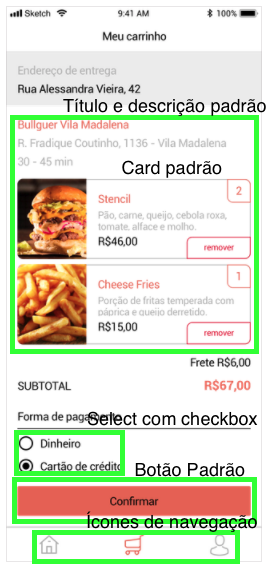 Sketch 9:41 AM 100%
Meu carrinho
Endereço de entrega
Rua Alessandra Vieira, 42
Título e descrição padrão
Bullguer Vila Madalena
R. Fradique Coutinho, 1136 - Vila Madalena
30 - 45 min
Card padrão
Stencil 2
Pão, carne, queijo, cebola roxa,
tomate, alface e molho.
R$46,00 remover
Cheese Fries 1
Porção de fritas temperada com
páprica e queijo derretido.
R$15,00 remover
Frete R$6,00
SUBTOTAL R$67,00
Forma de pagamento
Select com checkbox
Dinheiro
Cartão de crédito
Botão Padrão
Confirmar
Ícones de navegação